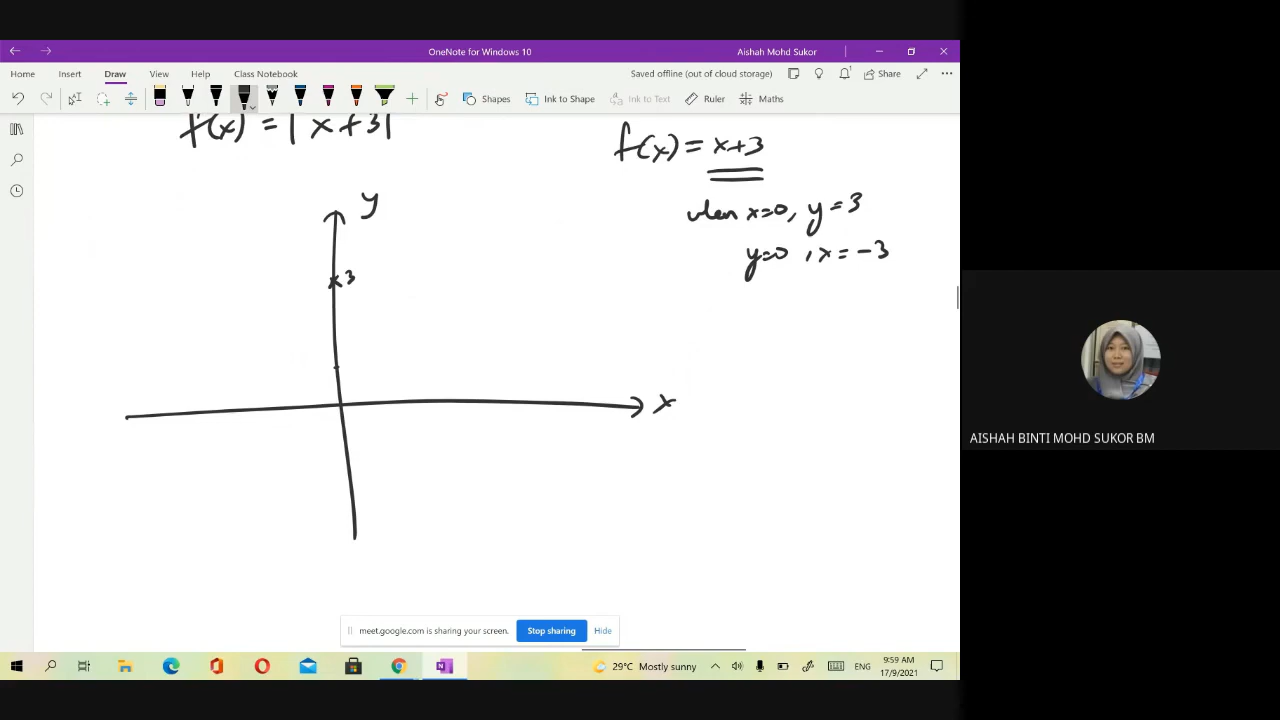 OneNote for Windows 10
Aishah Mohd Sukor
Home Insert Draw View Help Class Notebook
Saved offline (out of cloud storage)
Share
Shapes Ink to Shape Ink to Text Ruler Maths
f(x) = | x+3|
f(x) = x+3
when x=0, y = 3
y=0 , x = -3
y
3
x
AISHAH BINTI MOHD SUKOR BM
meet.google.com is sharing your screen. Stop sharing Hide
29°C Mostly sunny
ENG
9:59 AM
17/9/2021